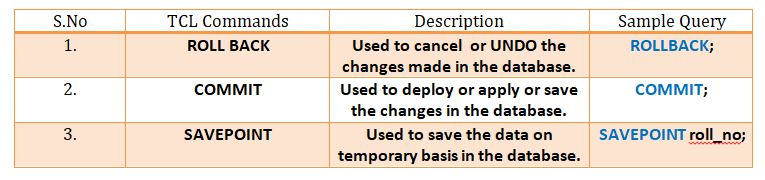 S.No TCL Commands Description Sample Query
1. ROLL BACK Used to cancel or UNDO the ROLLBACK;
changes made in the database.
2. COMMIT Used to deploy or apply or save COMMIT;
the changes in the database.
3. SAVEPOINT Used to save the data on SAVEPOINT roll_no;
temporary basis in the database.